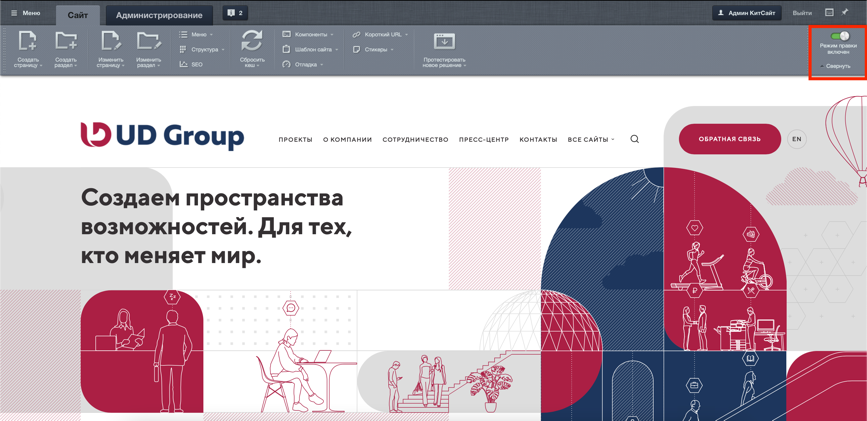 Меню
Сайт
Администрирование
2
Админ КитСайт
Выйти
Создать страницу
Создать раздел
Изменить страницу
Изменить раздел
Меню
Структура
SEO
Сбросить кеш
Компоненты
Шаблон сайта
Отладка
Короткий URL
Стикеры
Протестировать новое решение
Режим правки включен
Свернуть
UD Group
ПРОЕКТЫ О КОМПАНИИ СОТРУДНИЧЕСТВО ПРЕСС-ЦЕНТР КОНТАКТЫ ВСЕ САЙТЫ
ОБРАТНАЯ СВЯЗЬ
EN
Создаем пространства
возможностей. Для тех,
кто меняет мир.